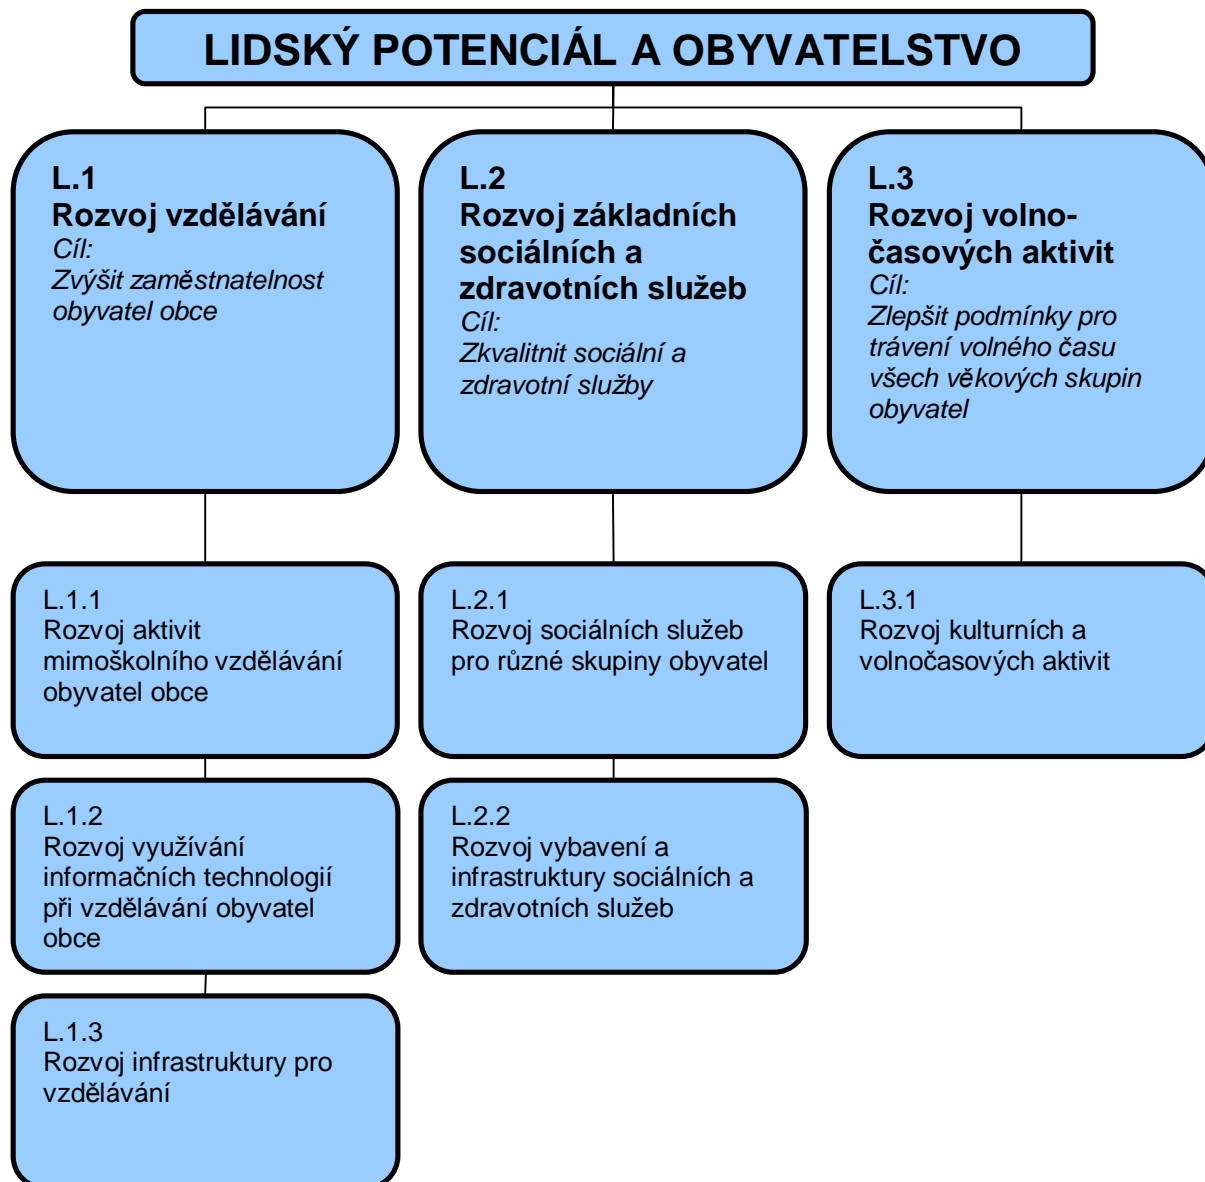 LIDSKÝ POTENCIÁL A OBYVATELSTVO
L.1
Rozvoj vzdělávání
Cíl:
Zvýšit zaměstnatelnost
obyvatel obce
L.2
Rozvoj základních
sociálních a
zdravotních služeb
Cíl:
Zkvalitnit sociální a
zdravotní služby
L.3
Rozvoj volno-
časových aktivit
Cíl:
Zlepšit podmínky pro
trávení volného času
všech věkových skupin
obyvatel
L.1.1
Rozvoj aktivit
mimoškolního vzdělávání
obyvatel obce
L.2.1
Rozvoj sociálních služeb
pro různé skupiny obyvatel
L.3.1
Rozvoj kulturních a
volnočasových aktivit
L.1.2
Rozvoj využívání
informačních technologií
při vzdělávání obyvatel
obce
L.2.2
Rozvoj vybavení a
infrastruktury sociálních a
zdravotních služeb
L.1.3
Rozvoj infrastruktury pro
vzdělávání